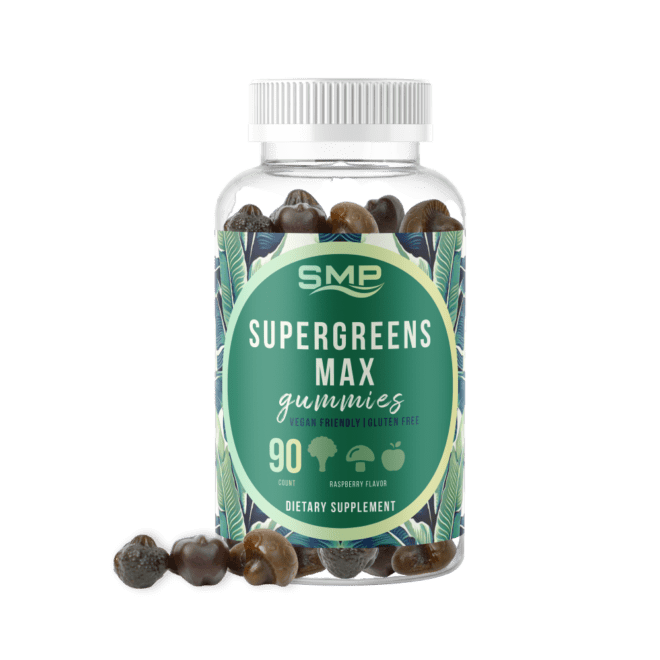 SMP
SUPERGREENS
MAX
gummies
VEGAN FRIENDLY | GLUTEN FREE
90
COUNT
RASPBERRY FLAVOR
DIETARY SUPPLEMENT